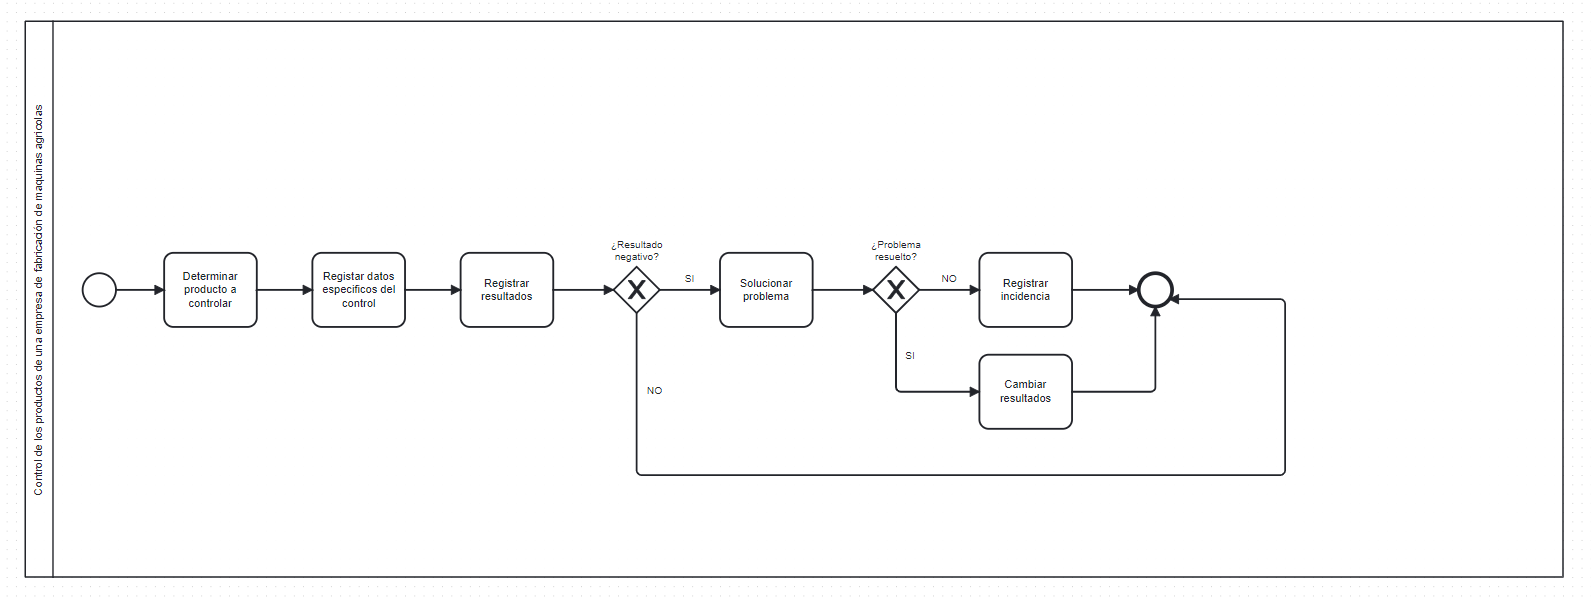 Control de los productos de una empresa de fabricación de maquinas agricolas
Determinar
producto a
controlar
Registar datos
especificos del
control
Registrar
resultados
¿Resultado
negativo?
SI
NO
Solucionar
problema
¿Problema
resuelto?
NO
SI
Registrar
incidencia
Cambiar
resultados